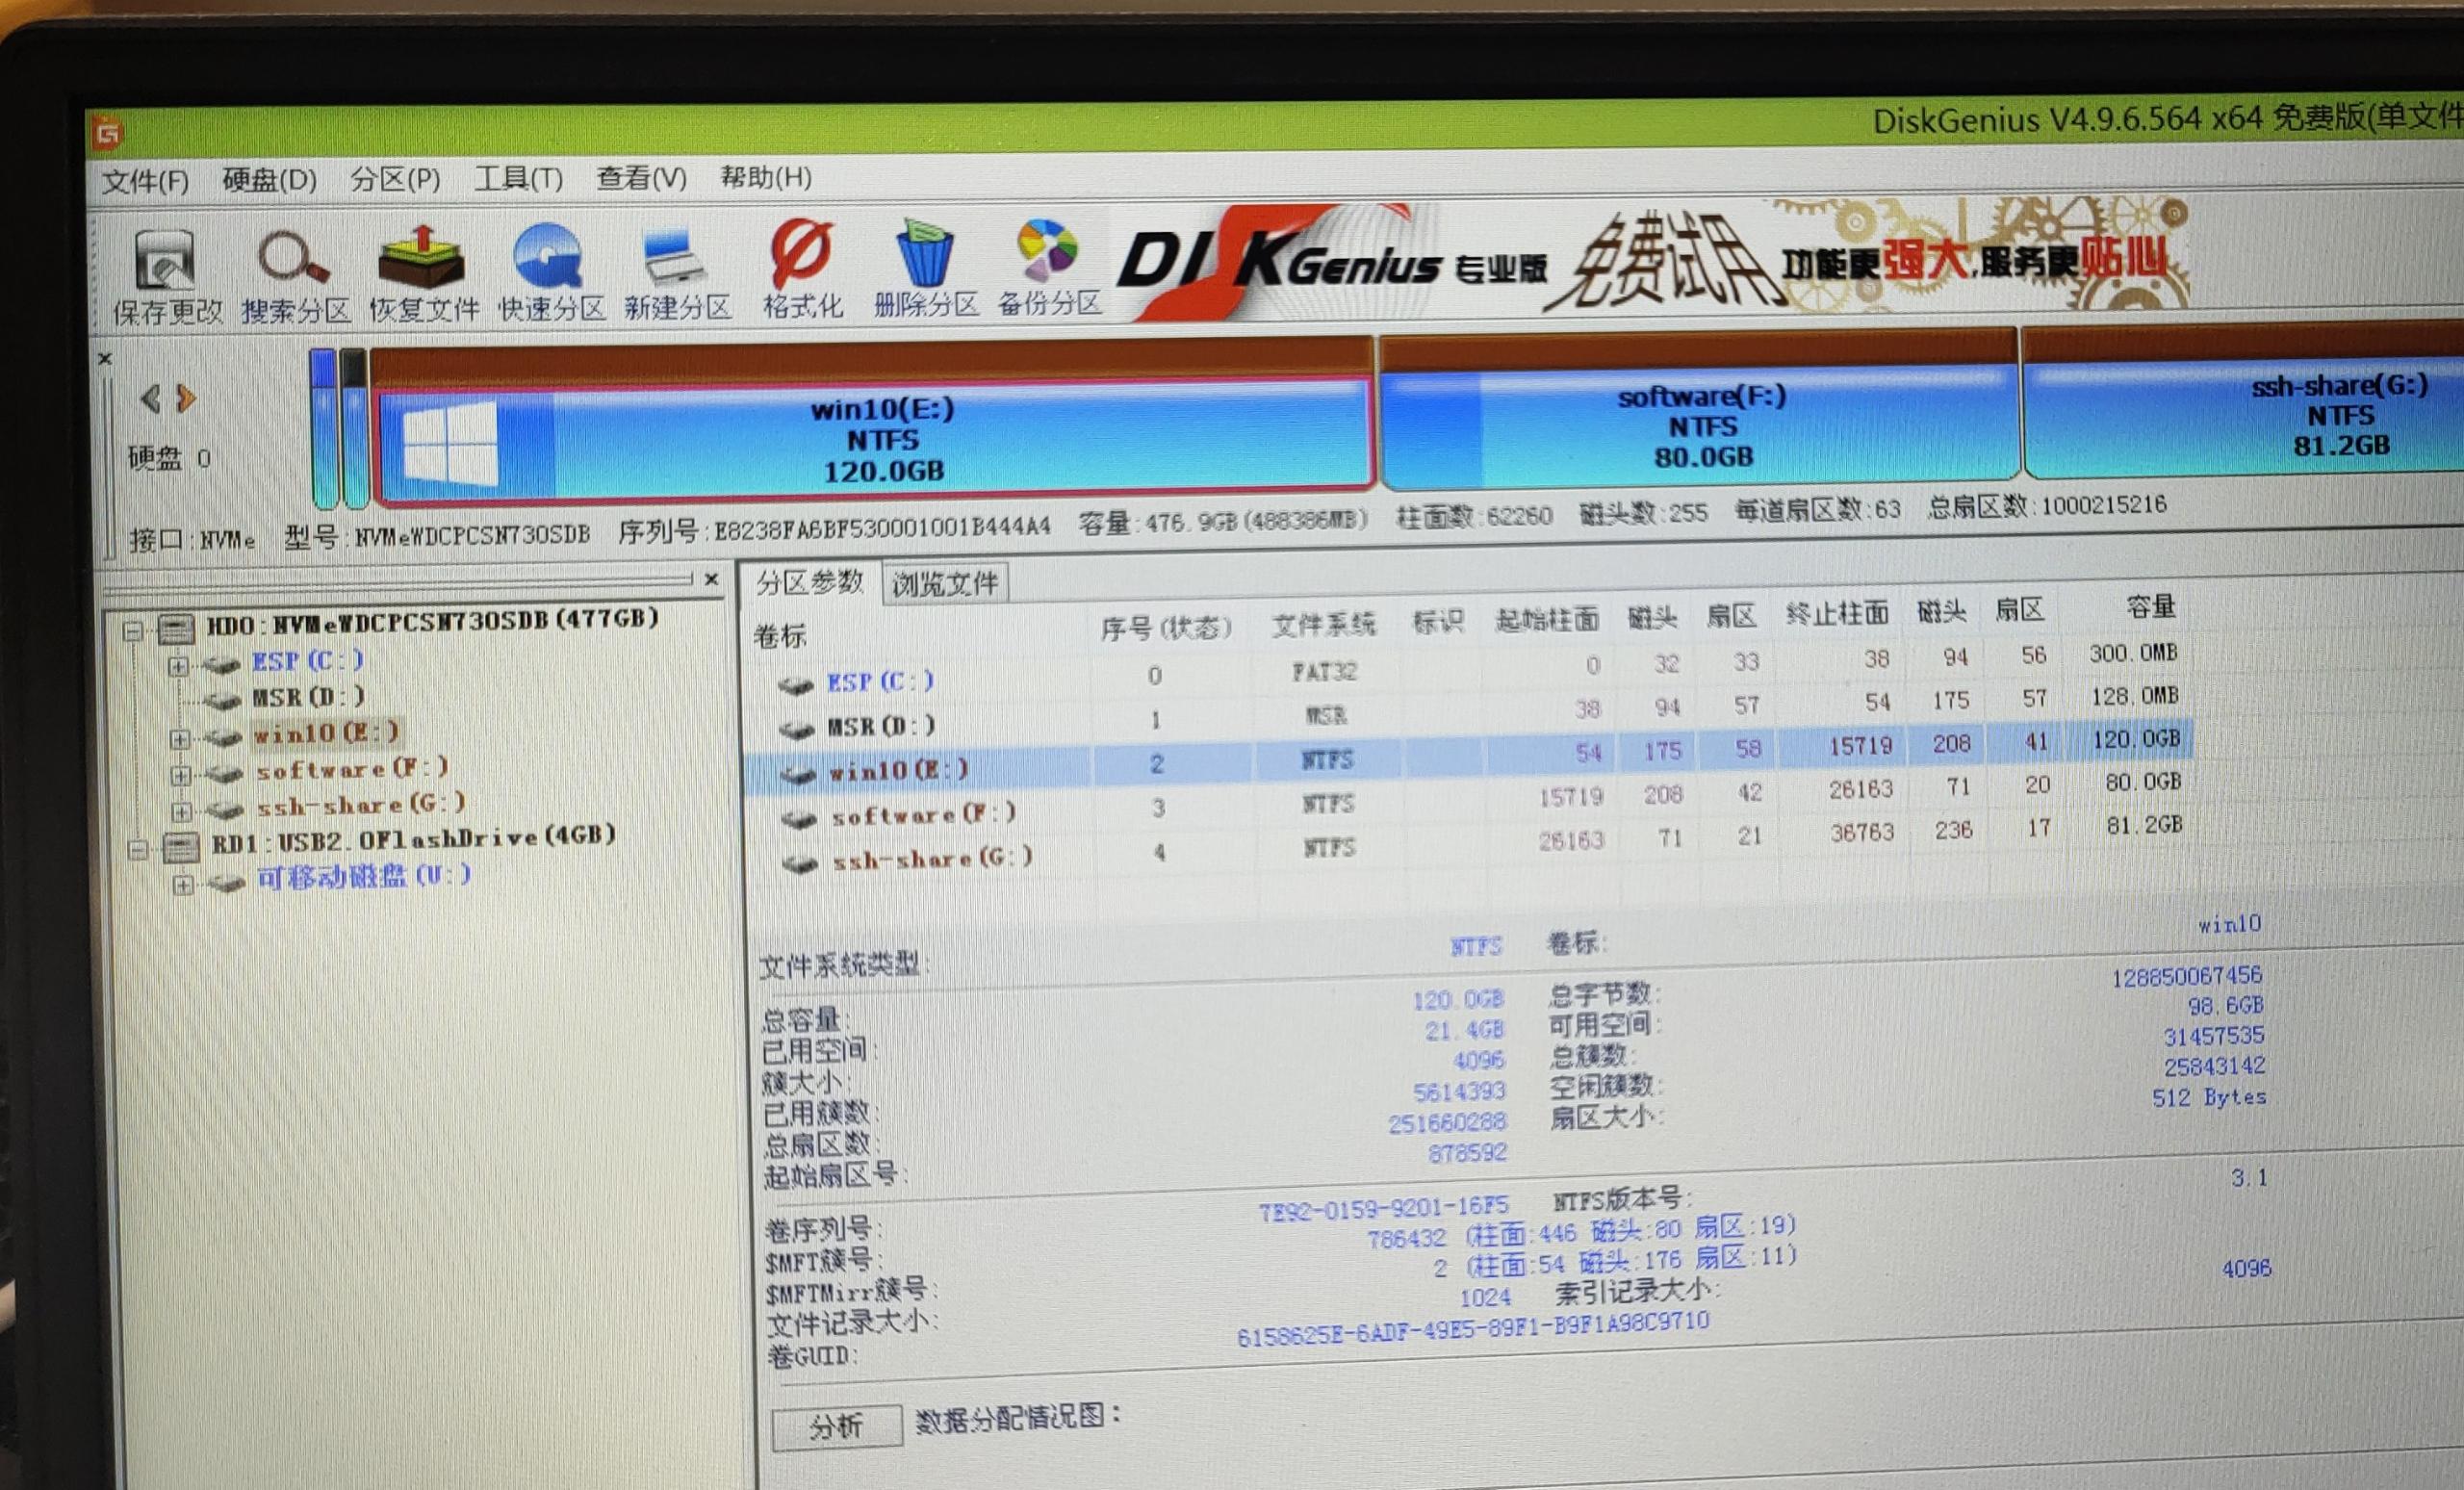 DiskGenius V4.9.6.564 x64 免费版(单文件
文件(F) 硬盘(D) 分区(P) 工具(T) 查看(V) 帮助(H)
保存更改 搜索分区 恢复文件 快速分区 新建分区 格式化 删除分区 备份分区
DISKGenius 专业版 免费试用 功能更强大,服务更贴心
硬盘 0
win10(E:)
NTFS
120.0GB
software(F:)
NTFS
80.0GB
ssh-share(G:)
NTFS
81.2GB
接口:NVMe 型号:NVMeWDCPCSN730SDB 序列号:E8238FA6BF530001001B444A4 容量:476.9GB(488386MB) 柱面数:62260 磁头数:255 每道扇区数:63 总扇区数:1000215216
HD0:NVMeWDCPCSN730SDB(477GB)
ESP(C:)
MSR(D:)
win10(E:)
software(F:)
ssh-share(G:)
RD1:USB2.0FlashDrive(4GB)
可移动磁盘(U:)
分区参数 浏览文件
卷标 序号(状态) 文件系统 标识 起始柱面 磁头 扇区 终止柱面 磁头 扇区 容量
ESP(C:) 0 FAT32 0 32 33 38 94 56 300.0MB
MSR(D:) 1 MSR 38 94 57 54 175 57 128.0MB
win10(E:) 2 NTFS 54 175 58 15719 208 41 120.0GB
software(F:) 3 NTFS 15719 208 42 26163 71 20 80.0GB
ssh-share(G:) 4 NTFS 26163 71 21 36763 236 17 81.2GB
文件系统类型: NTFS 卷标: win10
总容量: 120.0GB 总字节数: 128850067456
已用空间: 21.4GB 可用空间: 98.6GB
簇大小: 4096 总簇数: 31457535
已用簇数: 5614393 空闲簇数: 25843142
总扇区数: 251660288 扇区大小: 512 Bytes
起始扇区号: 878592
卷序列号: 7E92-0159-9201-16F5 NTFS版本号: 3.1
$MFT簇号: 786432 (柱面:446 磁头:80 扇区:19)
$MFTMirr簇号: 2 (柱面:54 磁头:176 扇区:11)
文件记录大小: 1024 索引记录大小: 4096
卷GUID: 6158625E-6ADF-49E5-89F1-B9F1A98C9710
分析 数据分配情况图: